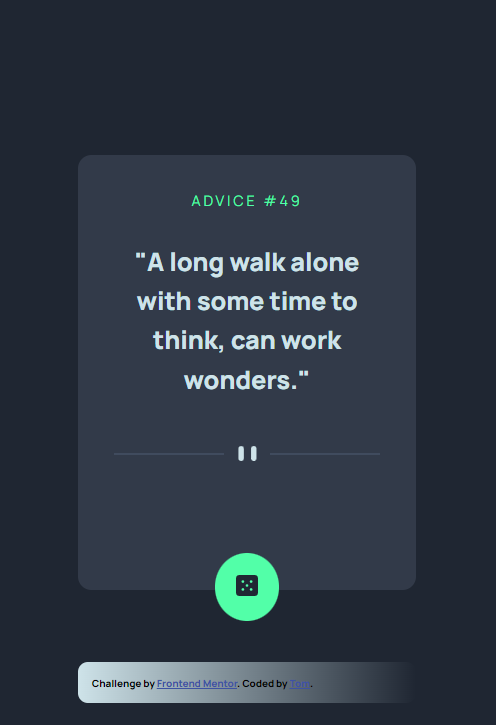 ADVICE #49
"A long walk alone
with some time to
think, can work
wonders."
Challenge by Frontend Mentor. Coded by Tom.